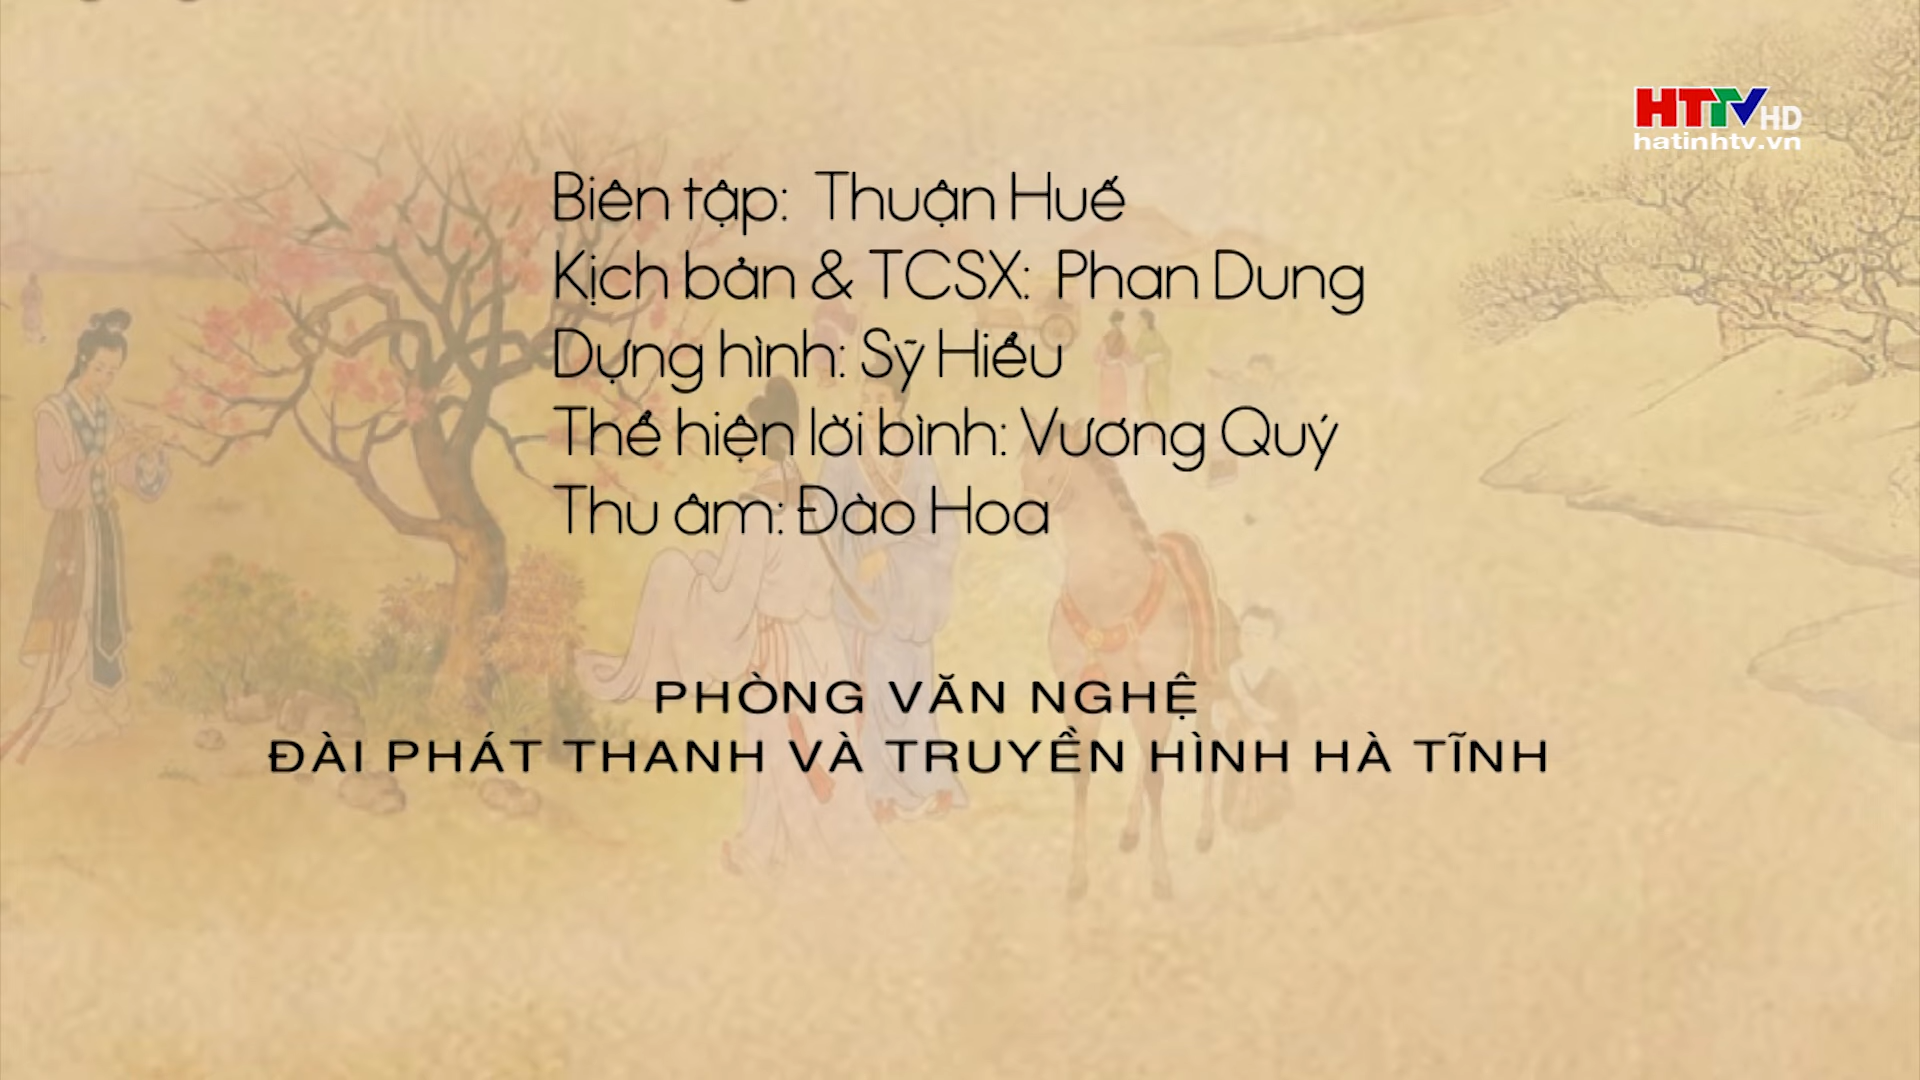 HTTV HD
hatinhtv.vn
Biên tập: Thuận Huế
Kịch bản & TCSX: Phan Dung
Dựng hình: Sỹ Hiểu
Thể hiện lời bình: Vương Quý
Thu âm: Đào Hoa
PHÒNG VĂN NGHỆ
ĐÀI PHÁT THANH VÀ TRUYỀN HÌNH HÀ TĨNH